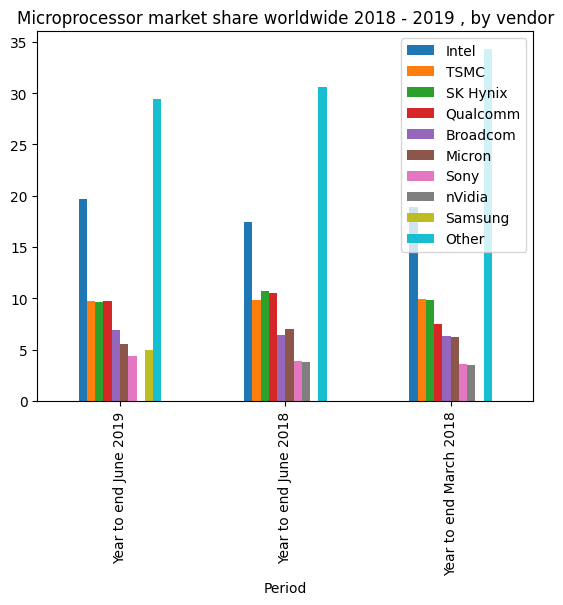 Microprocessor market share worldwide 2018 - 2019 , by vendor
35
30
25
20
15
10
5
0
Intel
TSMC
SK Hynix
Qualcomm
Broadcom
Micron
Sony
nVidia
Samsung
Other
Year to end June 2019
Year to end June 2018
Year to end March 2018
Period